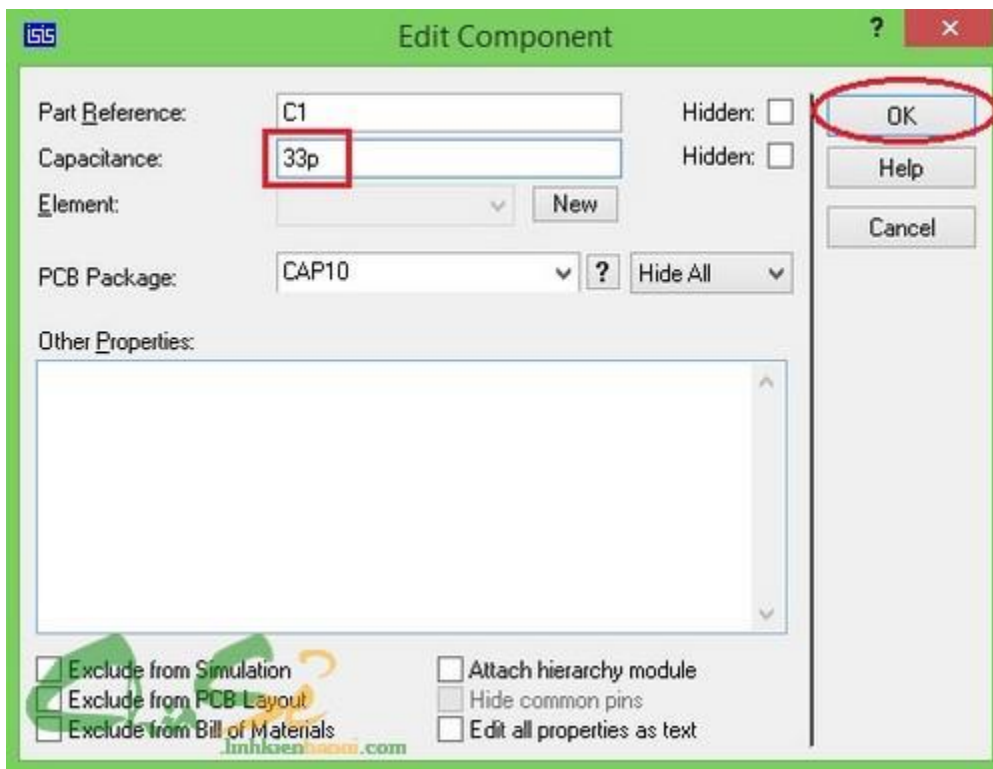 isis Edit Component ? ×
Part Reference: C1 Hidden:
Capacitance: 33p Hidden:
Element: New
PCB Package: CAP10 ? Hide All
Other Properties:
OK
Help
Cancel
Exclude from Simulation Attach hierarchy module
Exclude from PCB Layout Hide common pins
Exclude from Bill of Materials Edit all properties as text
.linhkienhanoi.com